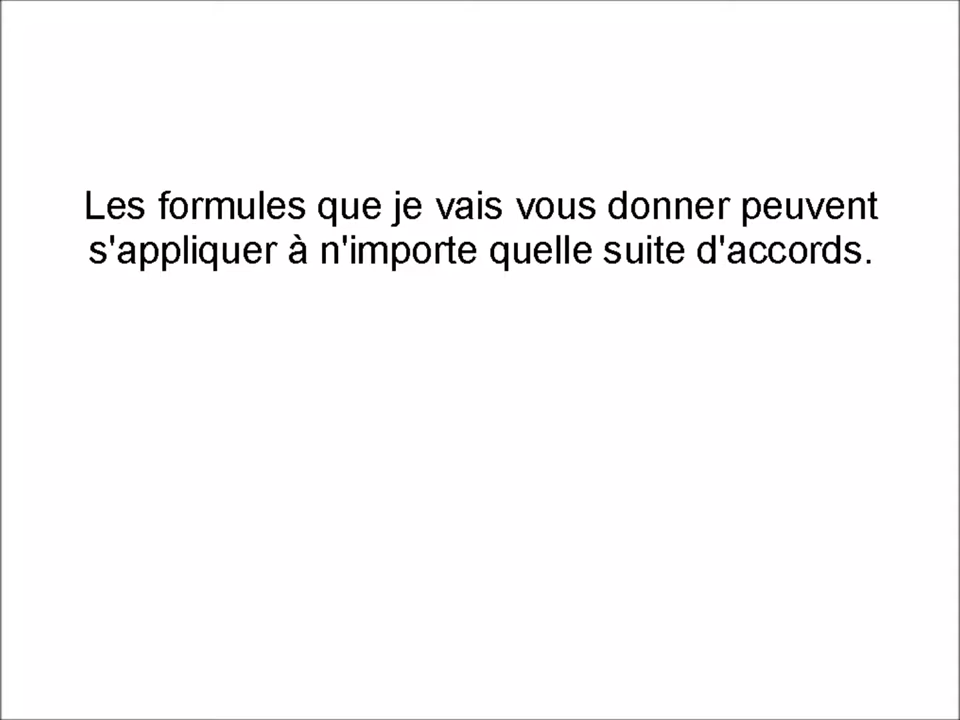 Les formules que je vais vous donner peuvent
s'appliquer à n'importe quelle suite d'accords.